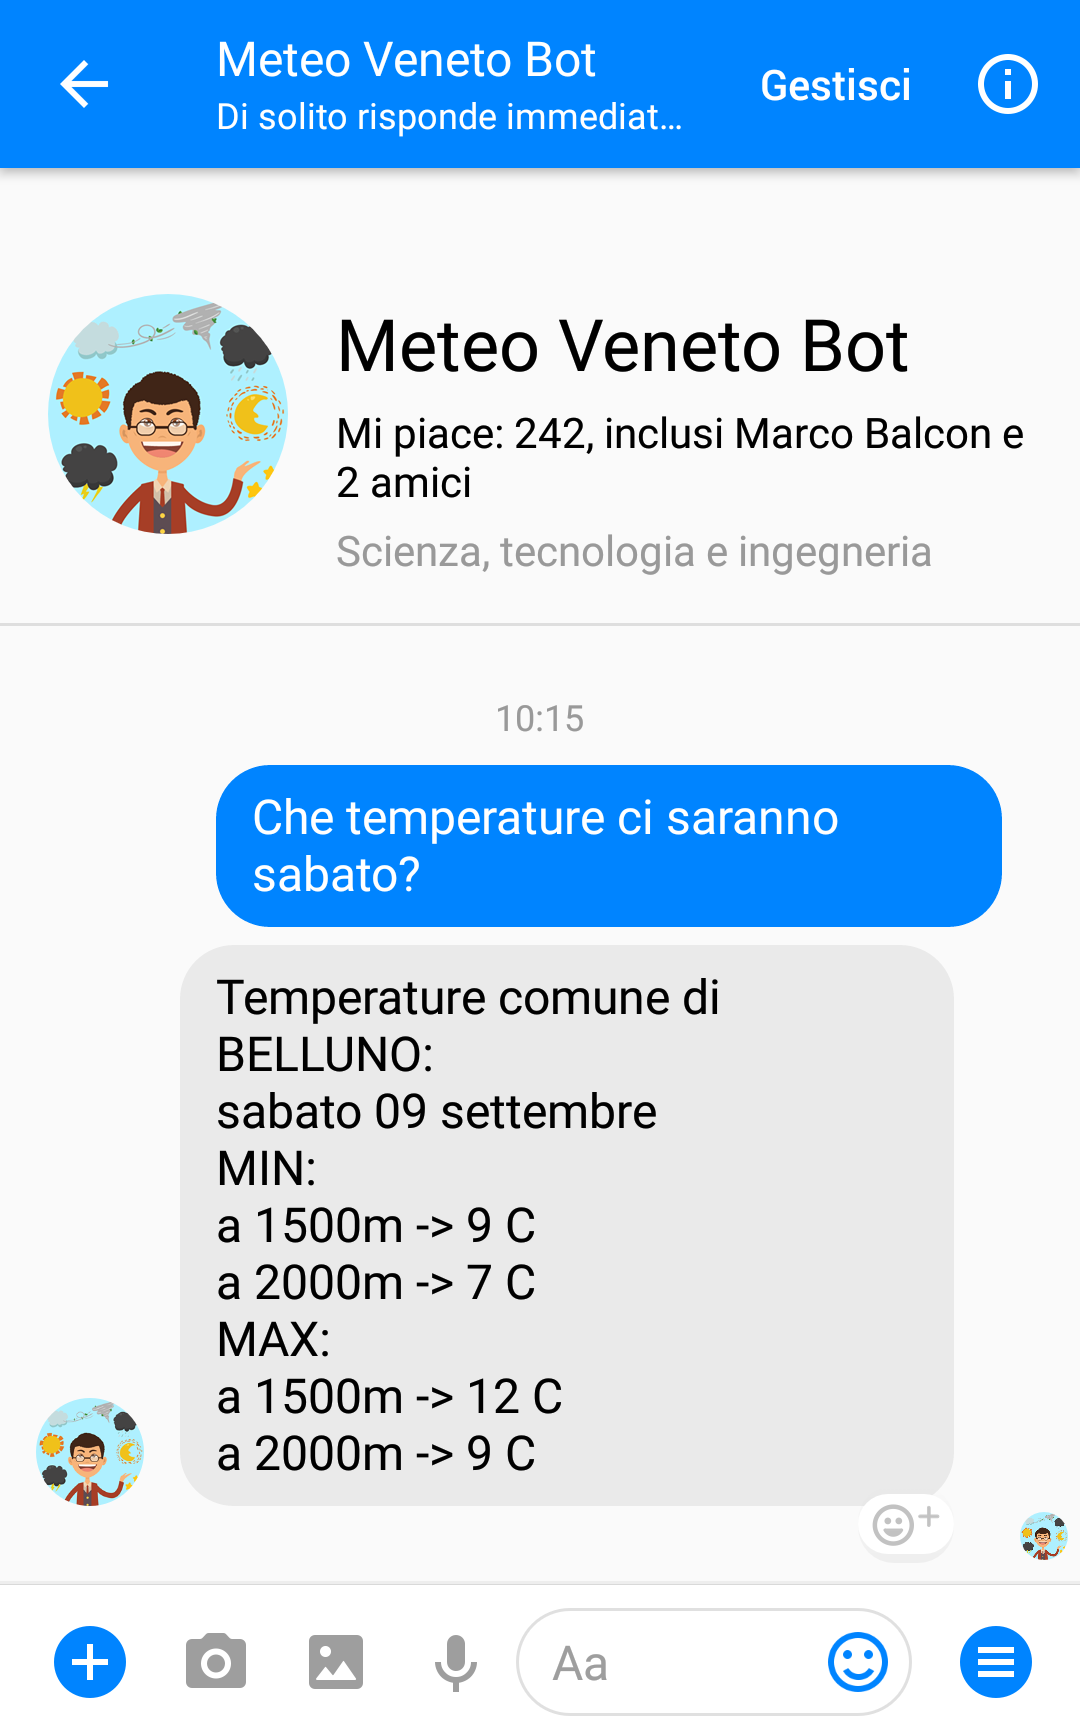 Meteo Veneto Bot
Di solito risponde immediat...
Gestisci
Meteo Veneto Bot
Mi piace: 242, inclusi Marco Balcon e
2 amici
Scienza, tecnologia e ingegneria
10:15
Che temperature ci saranno
sabato?
Temperature comune di
BELLUNO:
sabato 09 settembre
MIN:
a 1500m -> 9 C
a 2000m -> 7 C
MAX:
a 1500m -> 12 C
a 2000m -> 9 C
Aa